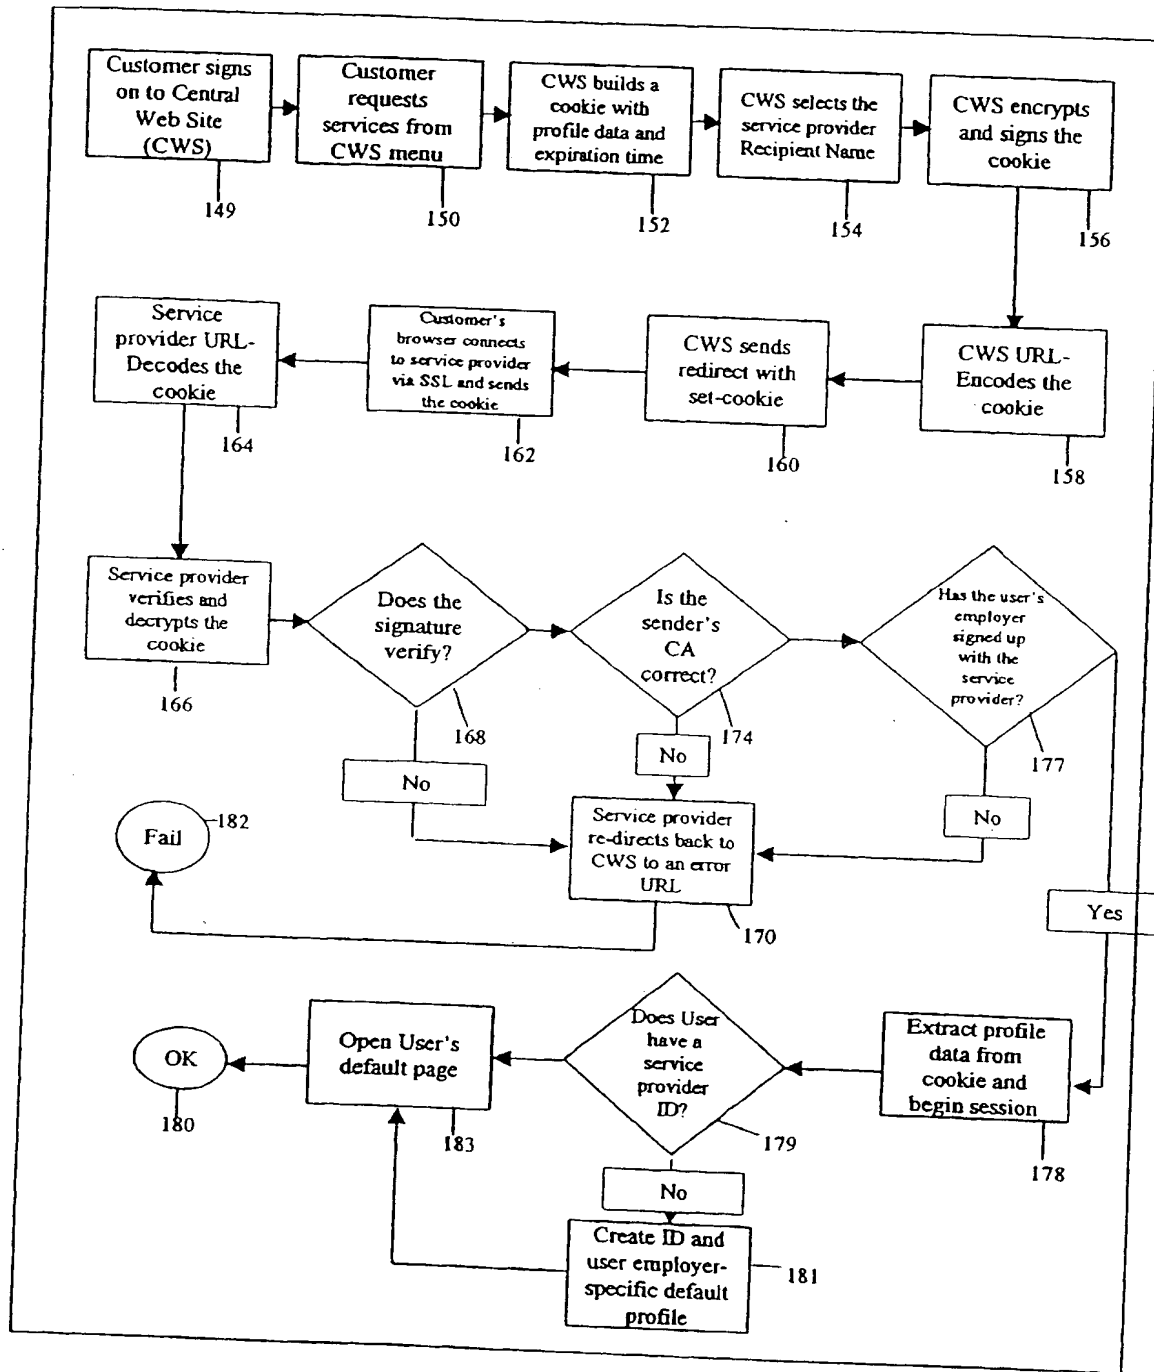 Customer signs
on to Central
Web Site
(CWS)
149
Customer
requests
services from
CWS menu
150
CWS builds a
cookie with
profile data and
expiration time
152
CWS selects the
service provider
Recipient Name
154
CWS encrypts
and signs the
cookie
156
CWS URL-
Encodes the
cookie
158
CWS sends
redirect with
set-cookie
160
Customer's
browser connects
to service provider
via SSL and sends
the cookie
162
Service
provider URL-
Decodes the
cookie
164
Service provider
verifies and
decrypts the
cookie
166
Does the
signature
verify?
168
No
Is the
sender's
CA
correct?
174
No
Has the user's
employer
signed up
with the
service
provider?
177
No
Yes
Service provider
re-directs back to
CWS to an error
URL
170
Fail
182
Extract profile
data from
cookie and
begin session
178
Does User
have a
service
provider
ID?
179
No
Create ID and
user employer-
specific default
profile
181
Open User's
default page
183
OK
180